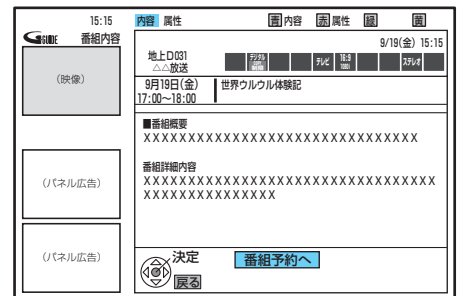 15:15
内容 属性
青 内容 赤 属性 緑 黄
GGUIDE 番組内容
9/19(金) 15:15
地上D031
△△放送
デジタル
テレビ
16:9
1080i
ステレオ
(映像)
9月19日(金)
17:00~18:00
世界ウルウル体験記
■番組概要
XXXXXXXXXXXXXXXXXXXXXXXXXXXXXXX
番組詳細内容
XXXXXXXXXXXXXXXXXXXXXXXXXXXXXXXXX
XXXXXXXXXXXXXXX
(パネル広告)
(パネル広告)
決定
戻る
番組予約へ